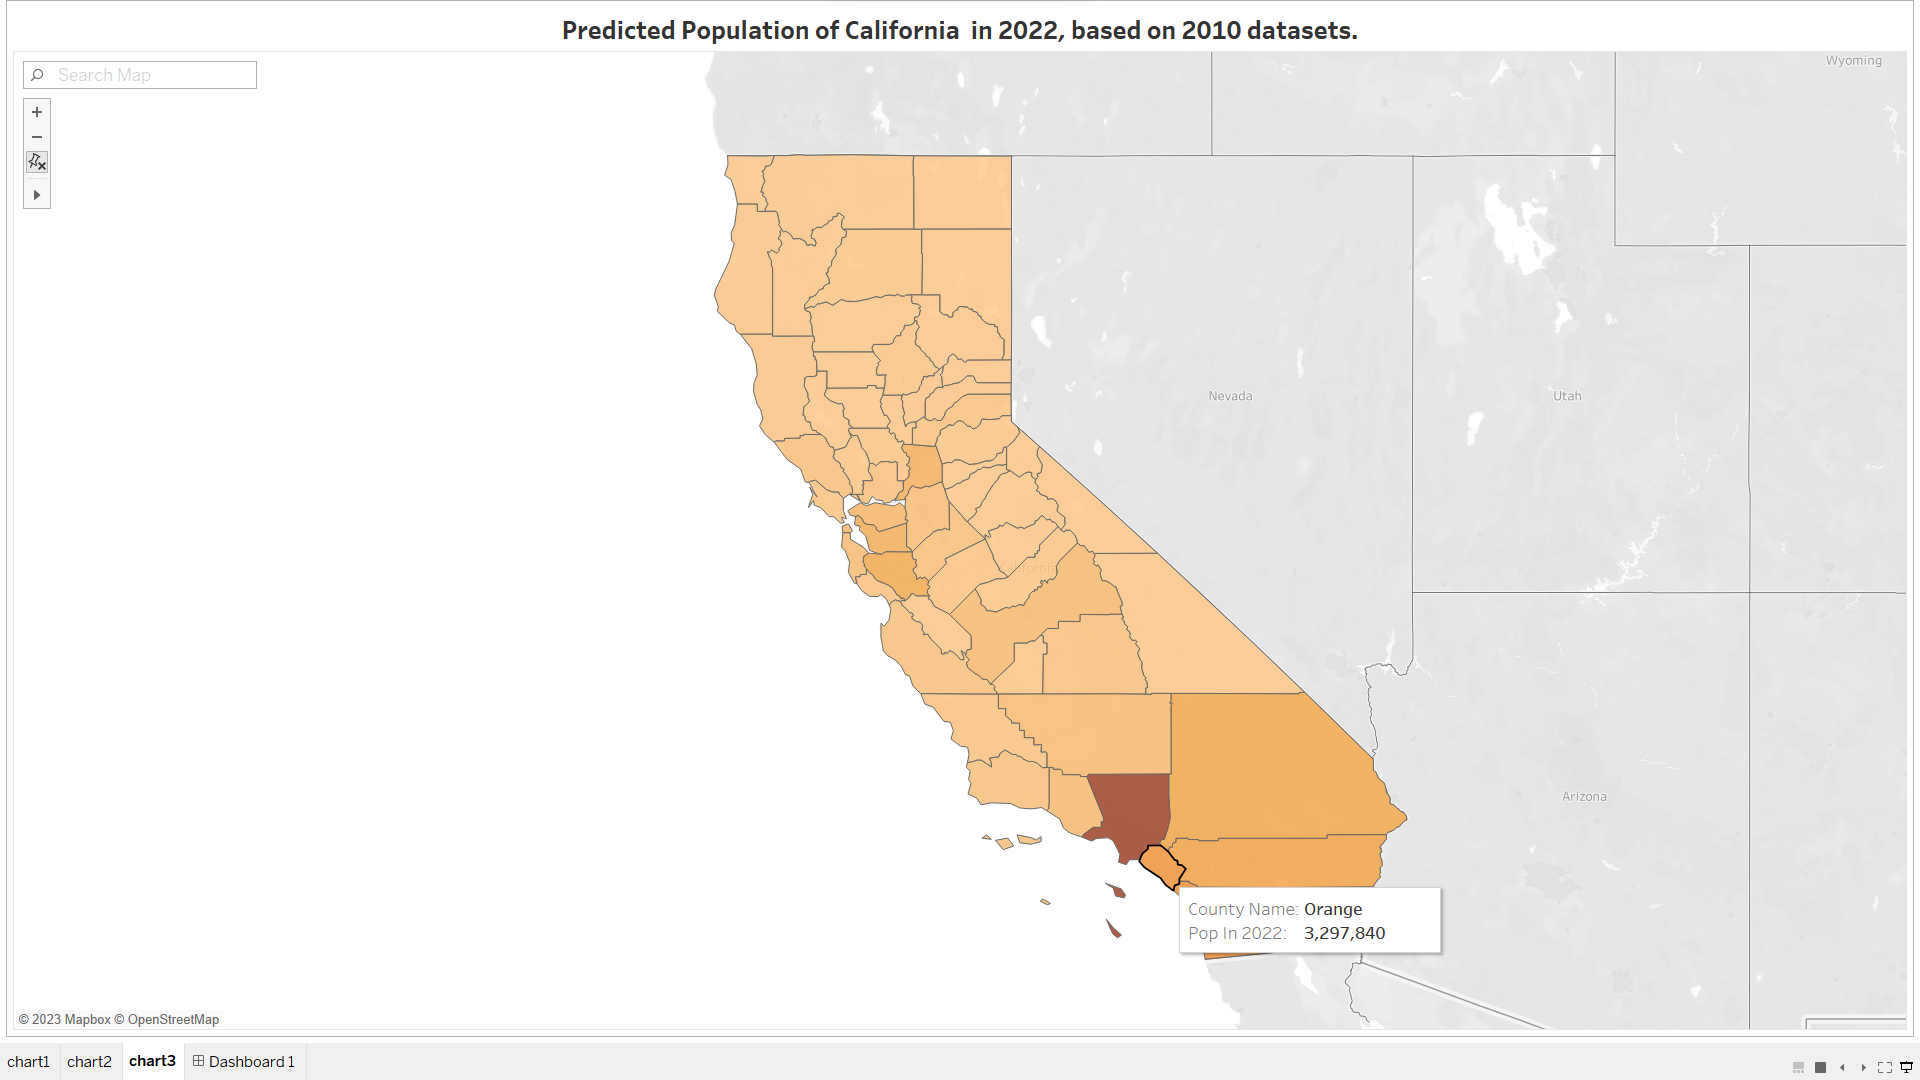 Predicted Population of California  in 2022, based on 2010 datasets.
Search Map
Wyoming
Nevada
Utah
California
Arizona
County Name: Orange
Pop In 2022: 3,297,840
© 2023 Mapbox © OpenStreetMap
chart1
chart2
chart3
Dashboard 1